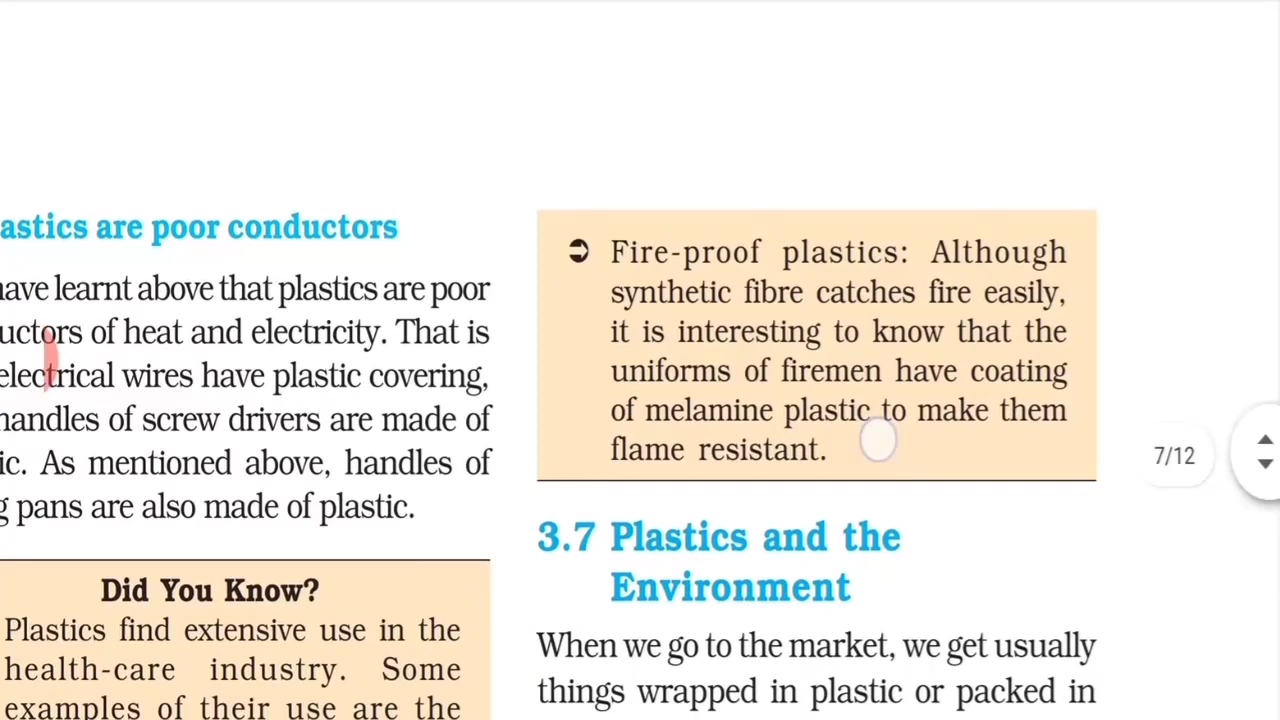 astics are poor conductors
have learnt above that plastics are poor
uctors of heat and electricity. That is
electrical wires have plastic covering,
handles of screw drivers are made of
ic. As mentioned above, handles of
g pans are also made of plastic.
Did You Know?
Plastics find extensive use in the
health-care industry. Some
examples of their use are the
➲ Fire-proof plastics: Although
synthetic fibre catches fire easily,
it is interesting to know that the
uniforms of firemen have coating
of melamine plastic to make them
flame resistant.
3.7 Plastics and the
Environment
When we go to the market, we get usually
things wrapped in plastic or packed in
7/12